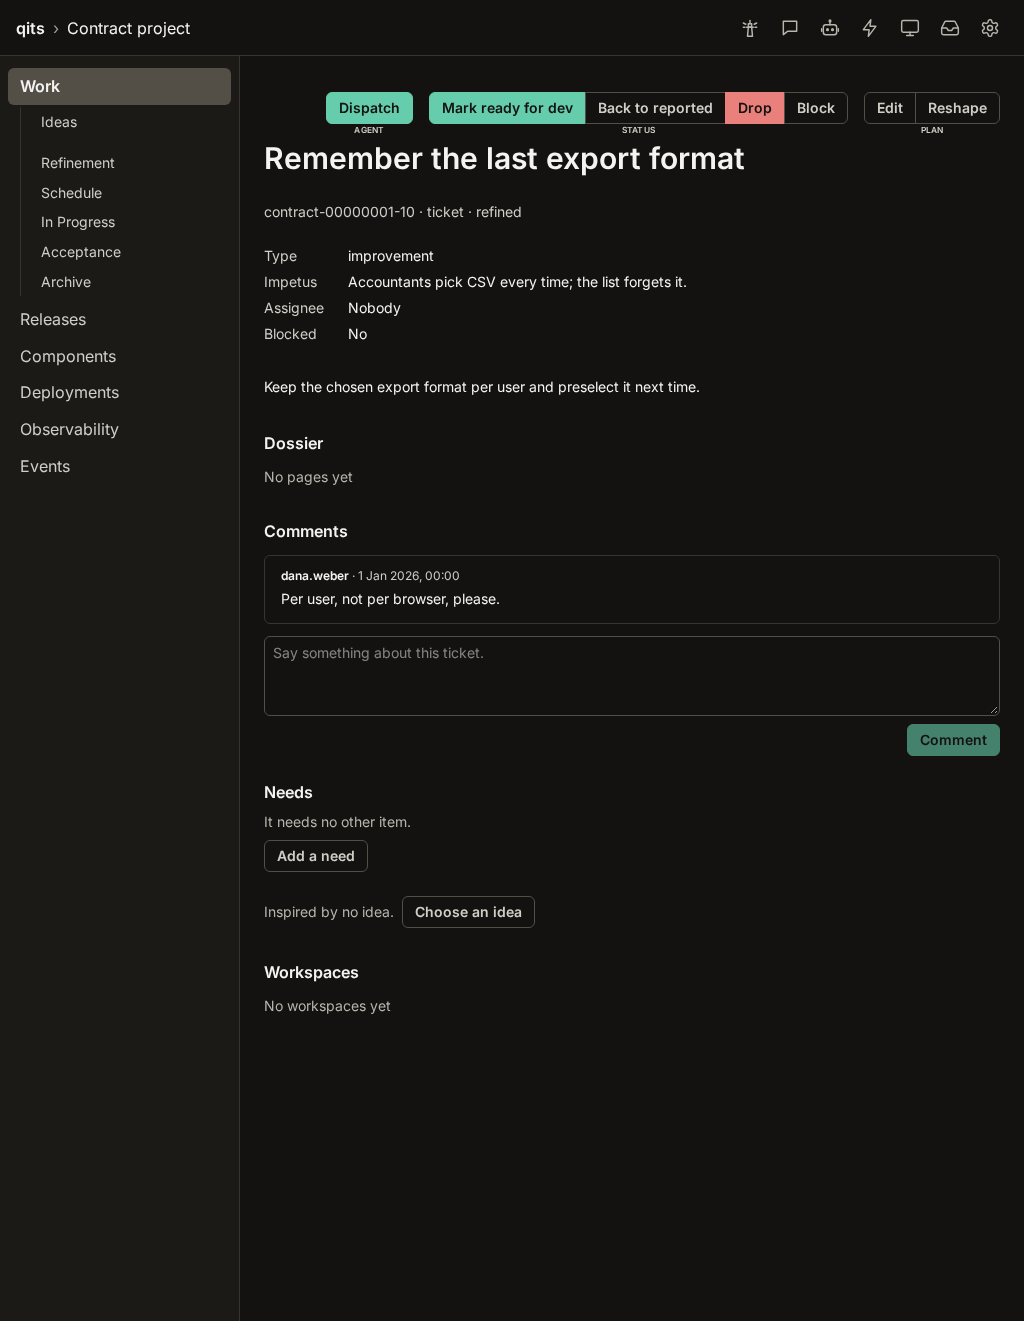 qits › Contract project
Work
Ideas
Refinement
Schedule
In Progress
Acceptance
Archive
Releases
Components
Deployments
Observability
Events
Dispatch
Mark ready for dev
Back to reported
Drop
Block
Edit
Reshape
AGENT
STATUS
PLAN
Remember the last export format
contract-00000001-10 · ticket · refined
Type improvement
Impetus Accountants pick CSV every time; the list forgets it.
Assignee Nobody
Blocked No
Keep the chosen export format per user and preselect it next time.
Dossier
No pages yet
Comments
dana.weber · 1 Jan 2026, 00:00
Per user, not per browser, please.
Say something about this ticket.
Comment
Needs
It needs no other item.
Add a need
Inspired by no idea. Choose an idea
Workspaces
No workspaces yet